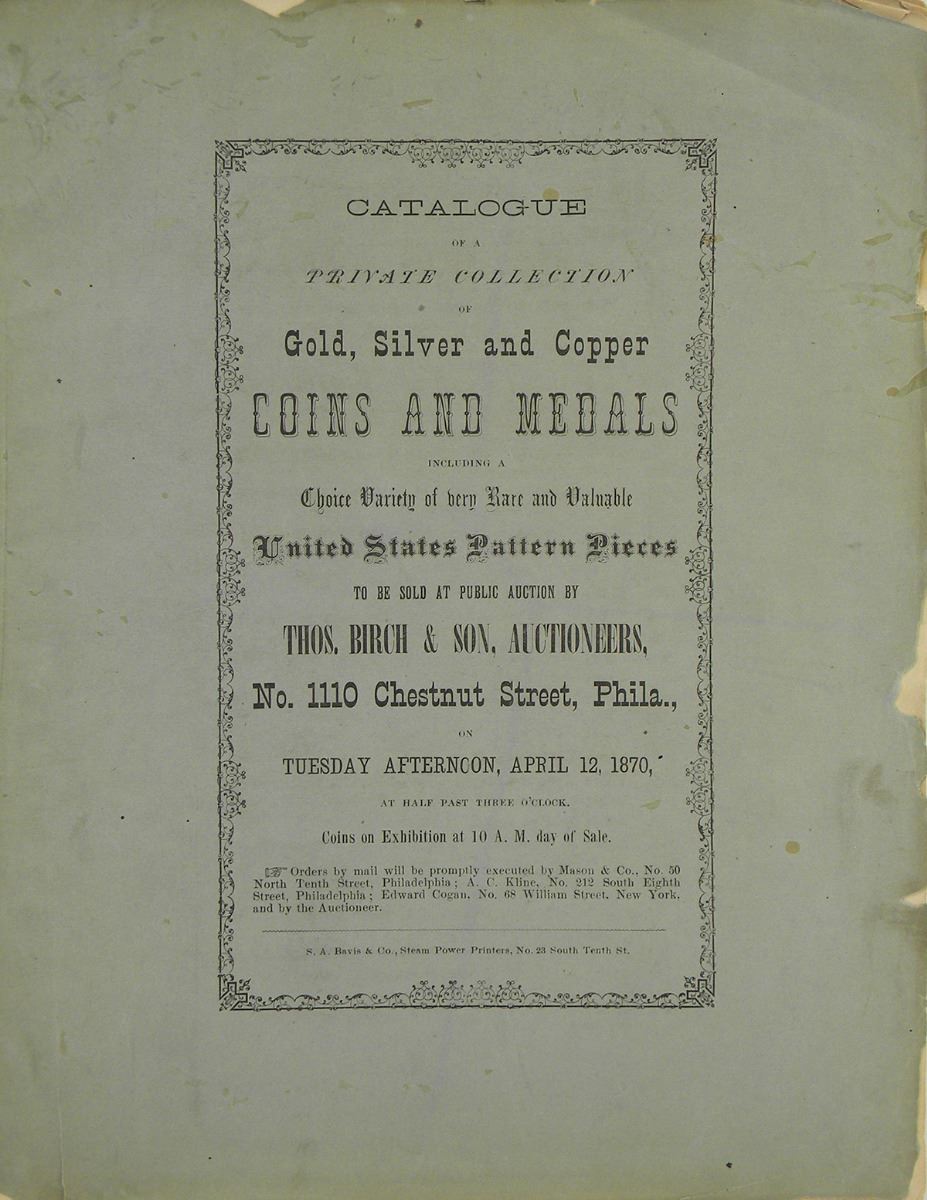 CATALOGUE
OF A
PRIVATE COLLECTION
OF
Gold, Silver and Copper
COINS AND MEDALS
INCLUDING A
Choice Variety of very Rare and Valuable
United States Pattern Pieces
TO BE SOLD AT PUBLIC AUCTION BY
THOS. BIRCH & SON, AUCTIONEERS,
No. 1110 Chestnut Street, Phila.,
ON
TUESDAY AFTERNOON, APRIL 12, 1870,
AT HALF PAST THREE O'CLOCK.
Coins on Exhibition at 10 A. M. day of Sale.
☞ Orders by mail will be promptly executed by Mason & Co., No. 50
North Tenth Street, Philadelphia; A. C. Kline, No. 212 South Eighth
Street, Philadelphia; Edward Cogan, No. 68 William Street, New York,
and by the Auctioneer.
S. A. Bavis & Co., Steam Power Printers, No. 23 South Tenth St.